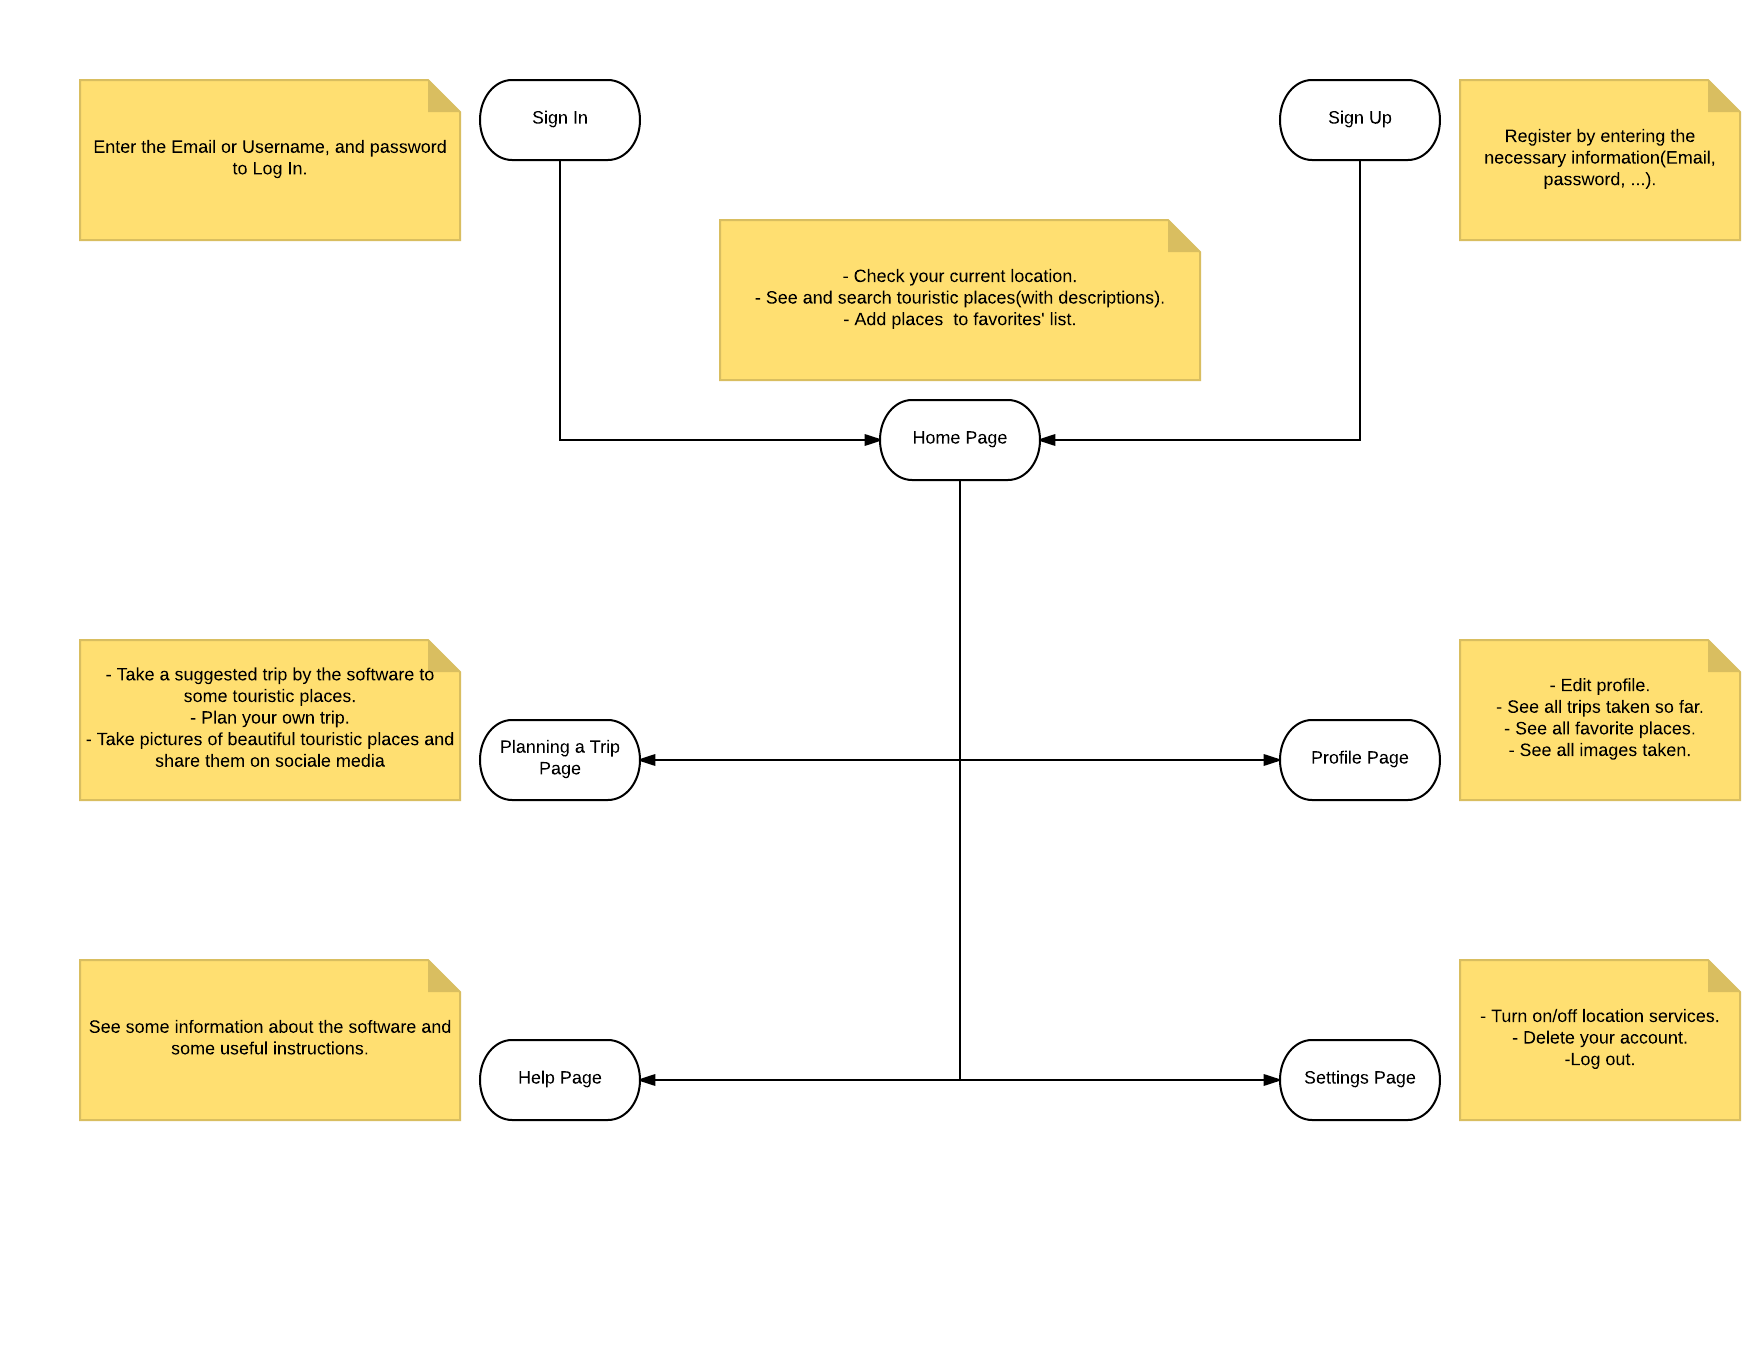 Enter the Email or Username, and password
to Log In.
Sign In
Sign Up
Register by entering the
necessary information(Email,
password, ...).
- Check your current location.
- See and search touristic places(with descriptions).
- Add places  to favorites' list.
Home Page
- Take a suggested trip by the software to
some touristic places.
- Plan your own trip.
- Take pictures of beautiful touristic places and
share them on sociale media
Planning a Trip
Page
Profile Page
- Edit profile.
- See all trips taken so far.
- See all favorite places.
- See all images taken.
See some information about the software and
some useful instructions.
Help Page
Settings Page
- Turn on/off location services.
- Delete your account.
-Log out.